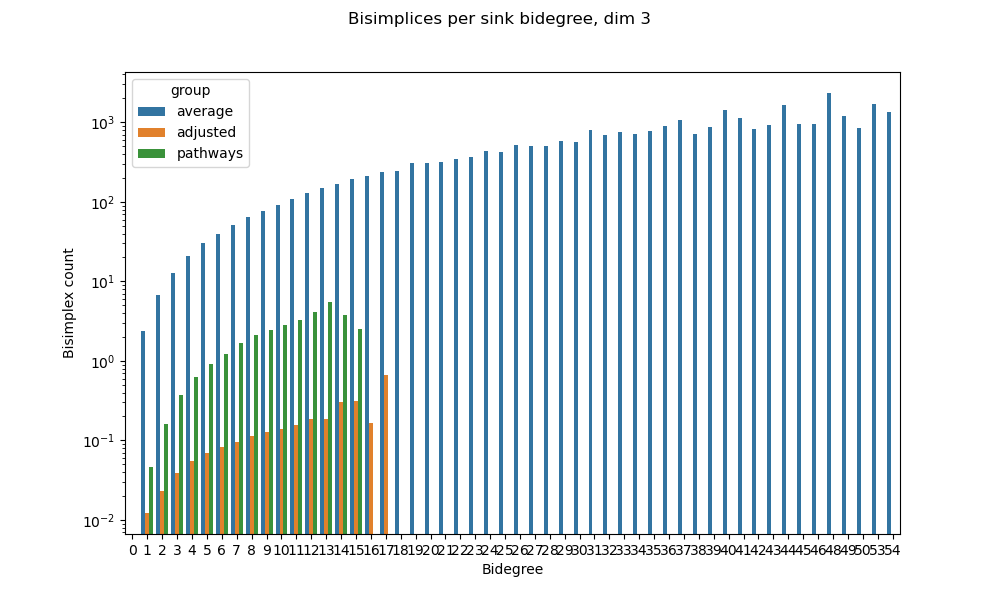 Bisimplices per sink bidegree, dim 3
group
average
adjusted
pathways
10³
10²
10¹
10⁰
10⁻¹
10⁻²
Bisimplex count
0 1 2 3 4 5 6 7 8 9 10 11 12 13 14 15 16 17 18 19 20 21 22 23 24 25 26 27 28 29 30 31 32 33 34 35 36 37 38 39 40 41 42 43 44 45 46 48 49 50 53 54
Bidegree